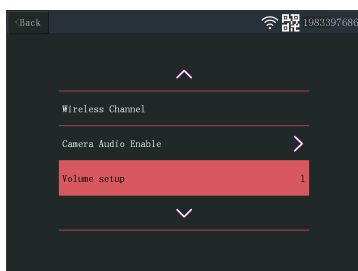 <Back
1983397686
Wireless Channel
Camera Audio Enable
Volume setup 1